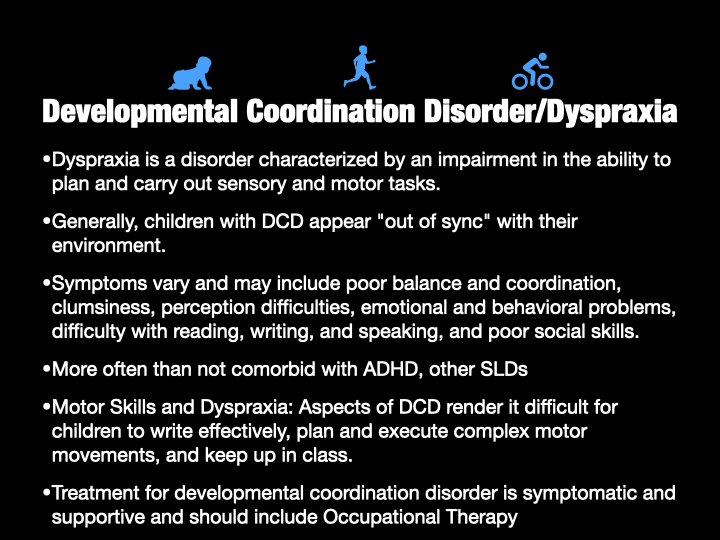 Developmental Coordination Disorder/Dyspraxia
•Dyspraxia is a disorder characterized by an impairment in the ability to
plan and carry out sensory and motor tasks.
•Generally, children with DCD appear "out of sync" with their
environment.
•Symptoms vary and may include poor balance and coordination,
clumsiness, perception difficulties, emotional and behavioral problems,
difficulty with reading, writing, and speaking, and poor social skills.
•More often than not comorbid with ADHD, other SLDs
•Motor Skills and Dyspraxia: Aspects of DCD render it difficult for
children to write effectively, plan and execute complex motor
movements, and keep up in class.
•Treatment for developmental coordination disorder is symptomatic and
supportive and should include Occupational Therapy